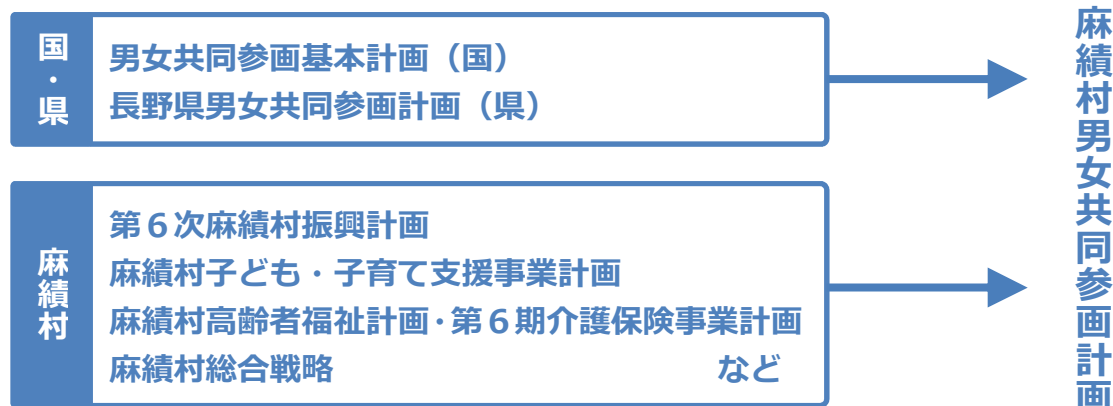 国・県
男女共同参画基本計画（国）
長野県男女共同参画計画（県）
麻績村
第６次麻績村振興計画
麻績村子ども・子育て支援事業計画
麻績村高齢者福祉計画・第６期介護保険事業計画
麻績村総合戦略　など
麻績村男女共同参画計画